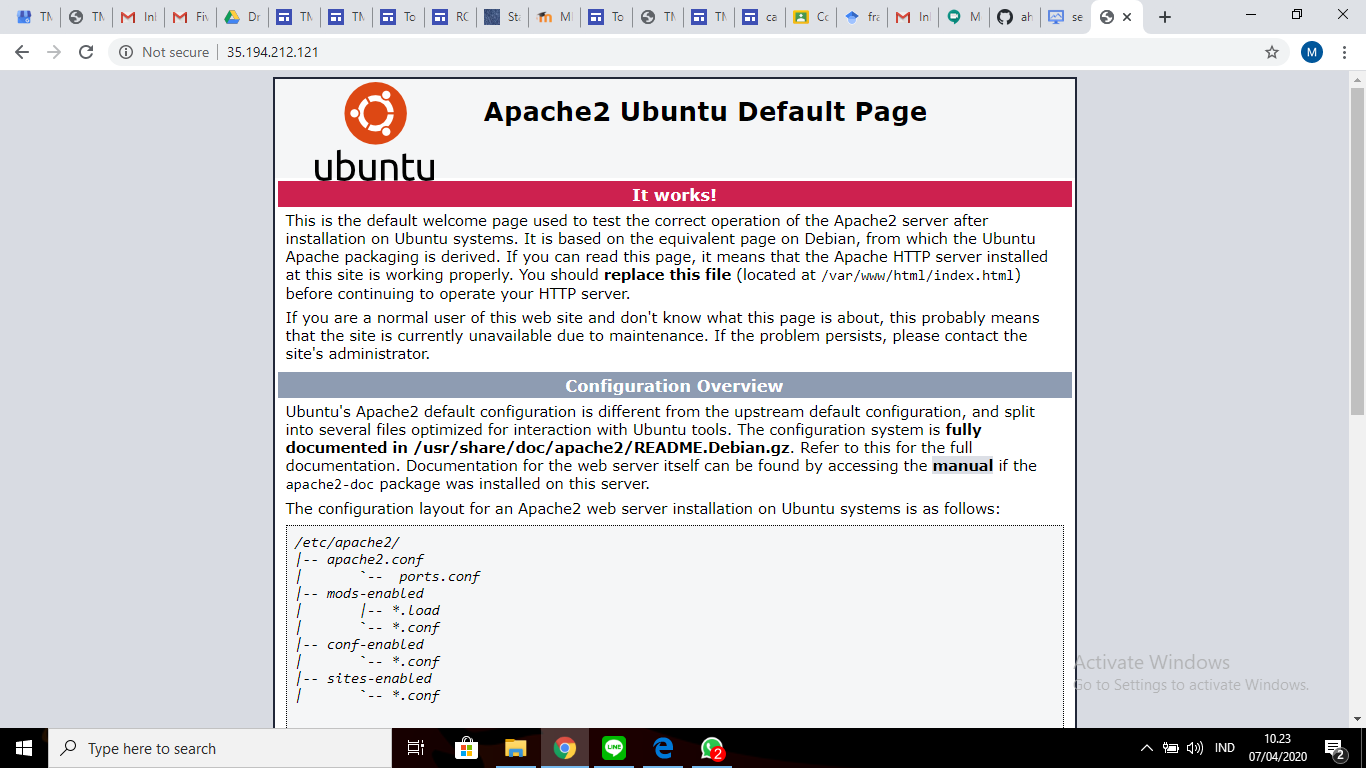 TM
TM
Inl
Fiv
Dr
TM
TM
To
RC
Sta
MI
To
TM
TM
ca
Co
fra
Inl
M
ah
se
Not secure
35.194.212.121
M
ubuntu
Apache2 Ubuntu Default Page
It works!
This is the default welcome page used to test the correct operation of the Apache2 server after
installation on Ubuntu systems. It is based on the equivalent page on Debian, from which the Ubuntu
Apache packaging is derived. If you can read this page, it means that the Apache HTTP server installed
at this site is working properly. You should replace this file (located at /var/www/html/index.html)
before continuing to operate your HTTP server.
If you are a normal user of this web site and don't know what this page is about, this probably means
that the site is currently unavailable due to maintenance. If the problem persists, please contact the
site's administrator.
Configuration Overview
Ubuntu's Apache2 default configuration is different from the upstream default configuration, and split
into several files optimized for interaction with Ubuntu tools. The configuration system is fully
documented in /usr/share/doc/apache2/README.Debian.gz. Refer to this for the full
documentation. Documentation for the web server itself can be found by accessing the manual if the
apache2-doc package was installed on this server.
The configuration layout for an Apache2 web server installation on Ubuntu systems is as follows:
/etc/apache2/
|-- apache2.conf
|       `--  ports.conf
|-- mods-enabled
|       |-- *.load
|       `-- *.conf
|-- conf-enabled
|       `-- *.conf
|-- sites-enabled
|       `-- *.conf
Activate Windows
Go to Settings to activate Windows.
Type here to search
LINE
2
IND
10.23
07/04/2020
2